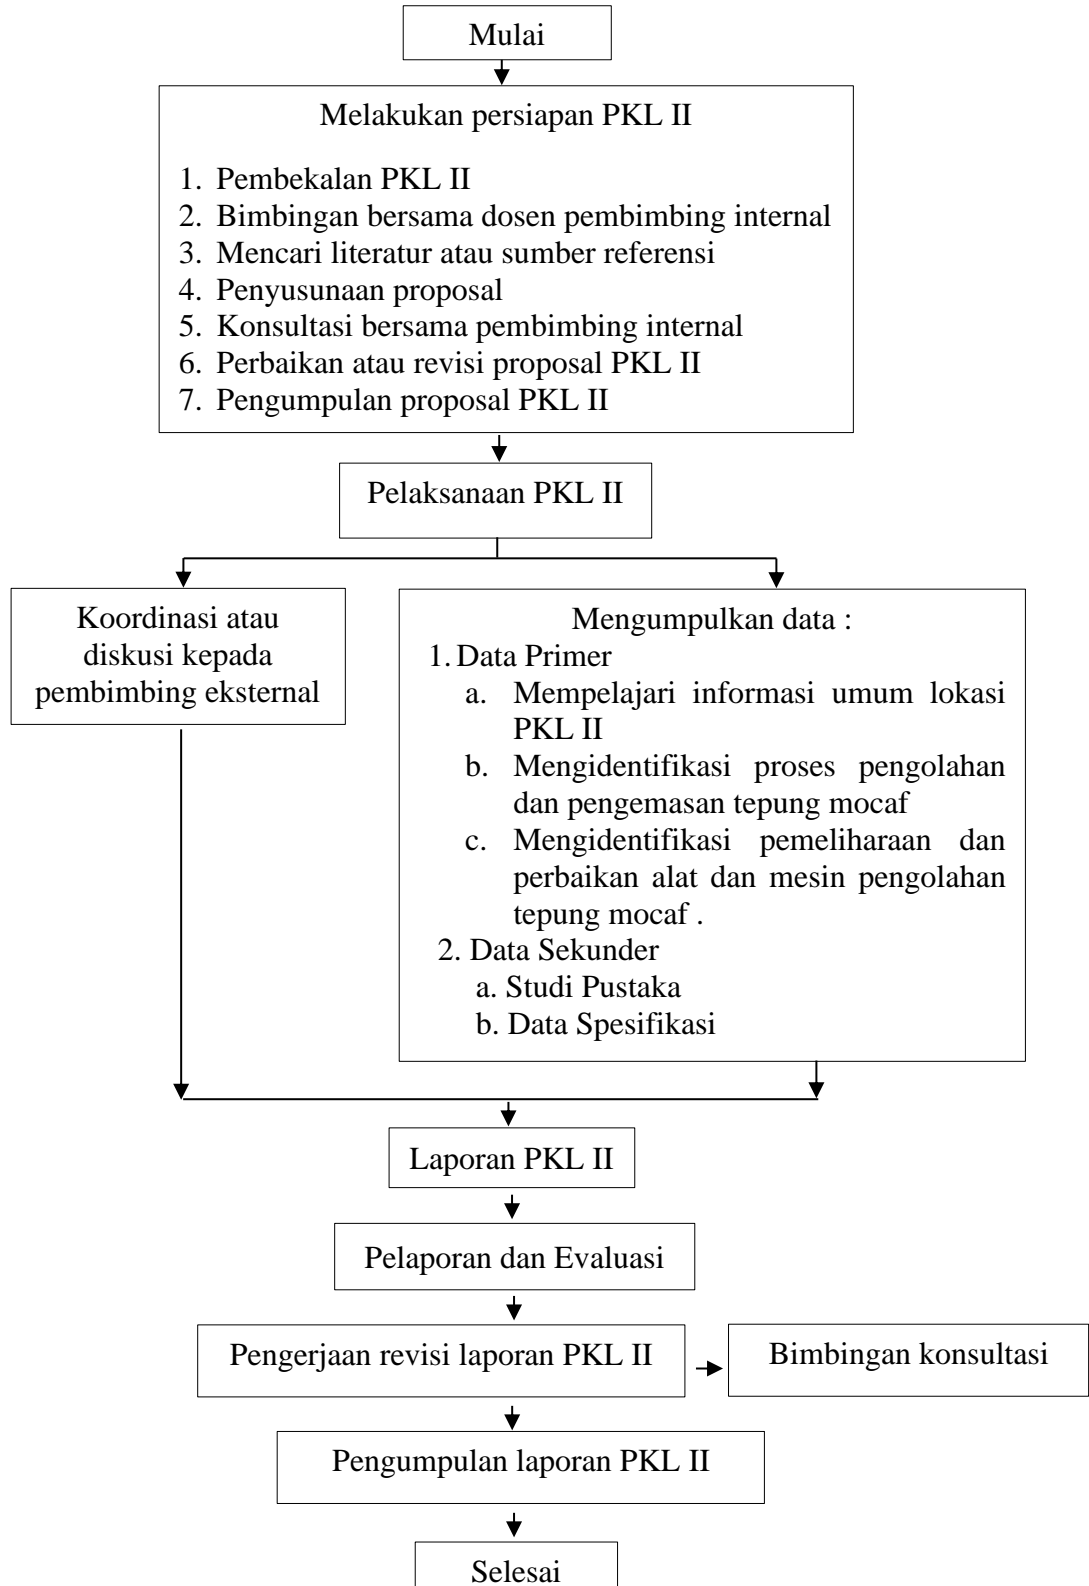 Mulai
Melakukan persiapan PKL II
1. Pembekalan PKL II
2. Bimbingan bersama dosen pembimbing internal
3. Mencari literatur atau sumber referensi
4. Penyusunaan proposal
5. Konsultasi bersama pembimbing internal
6. Perbaikan atau revisi proposal PKL II
7. Pengumpulan proposal PKL II
Pelaksanaan PKL II
Koordinasi atau
diskusi kepada
pembimbing eksternal
Mengumpulkan data :
1. Data Primer
a. Mempelajari informasi umum lokasi
PKL II
b. Mengidentifikasi proses pengolahan
dan pengemasan tepung mocaf
c. Mengidentifikasi pemeliharaan dan
perbaikan alat dan mesin pengolahan
tepung mocaf .
2. Data Sekunder
a. Studi Pustaka
b. Data Spesifikasi
Laporan PKL II
Pelaporan dan Evaluasi
Pengerjaan revisi laporan PKL II
Bimbingan konsultasi
Pengumpulan laporan PKL II
Selesai